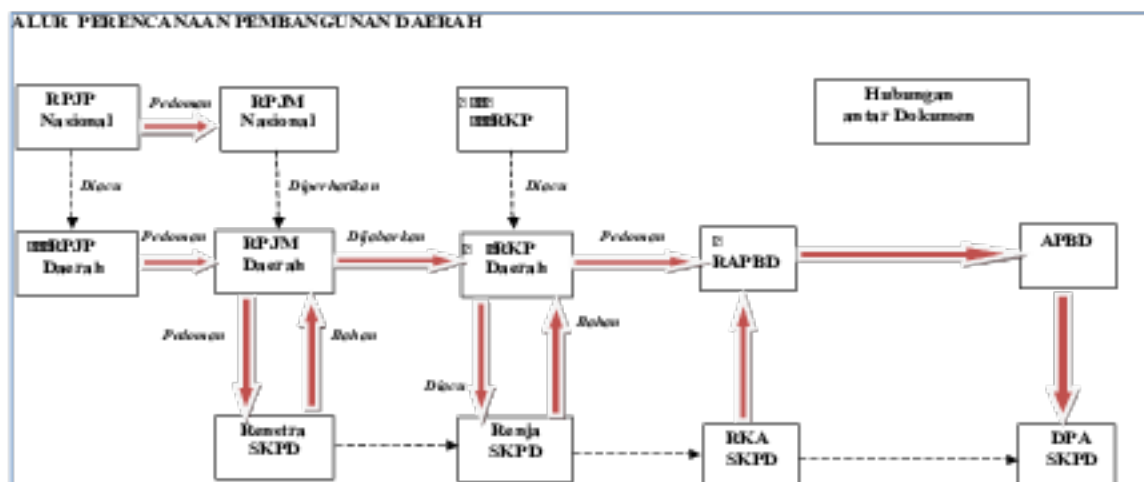 ALUR PERENCANAAN PEMBANGUNAN DAERAH
RPJP
Nasional
Pedoman
RPJM
Nasional
RKP
Hubungan
antar Dokumen
Diacu
Diperhatikan
Diacu
RPJP
Daerah
Pedoman
RPJM
Daerah
Dijabarkan
RKP
Daerah
Pedoman
RAPBD
APBD
Pedoman
Bahan
Diacu
Bahan
Renstra
SKPD
Renja
SKPD
RKA
SKPD
DPA
SKPD